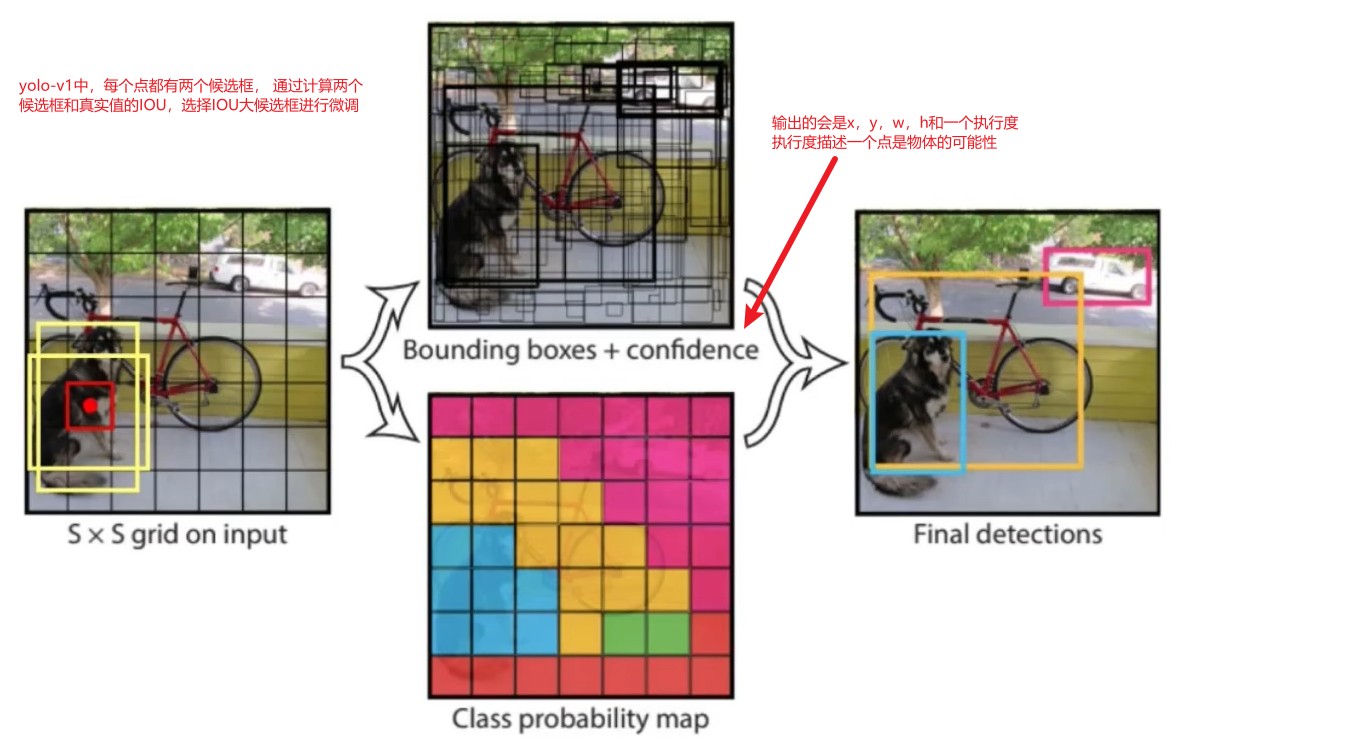 yolo-v1中，每个点都有两个候选框， 通过计算两个
候选框和真实值的IOU，选择IOU大候选框进行微调
输出的会是x，y，w，h和一个执行度
执行度描述一个点是物体的可能性
Bounding boxes + confidence
S × S grid on input
Final detections
Class probability map